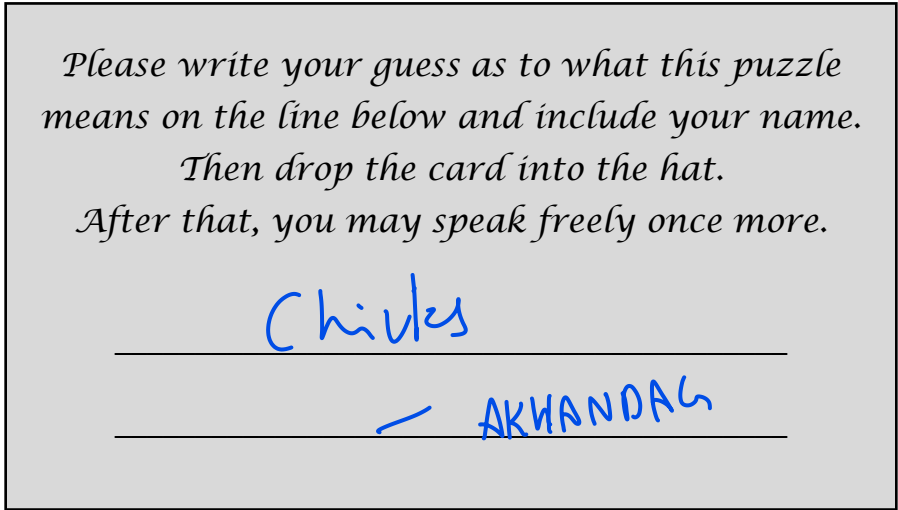 Please write your guess as to what this puzzle
means on the line below and include your name.
Then drop the card into the hat.
After that, you may speak freely once more.
— AKHANDAG